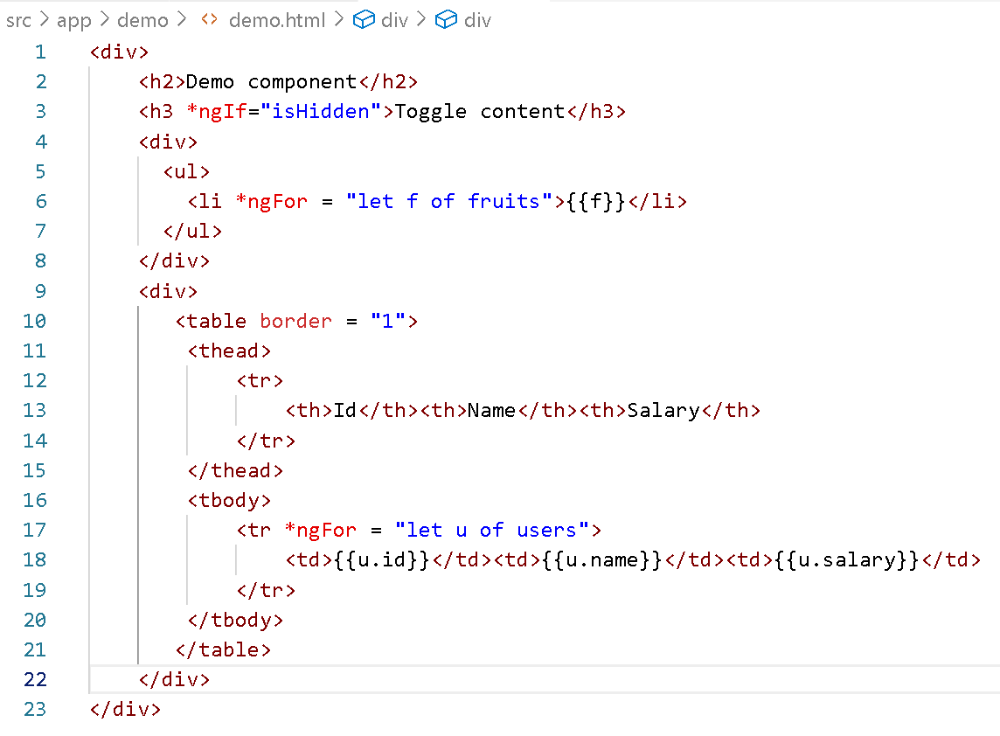 src > app > demo > <> demo.html > div > div
1 <div>
2     <h2>Demo component</h2>
3     <h3 *ngIf="isHidden">Toggle content</h3>
4     <div>
5       <ul>
6         <li *ngFor = "let f of fruits">{{f}}</li>
7       </ul>
8     </div>
9     <div>
10        <table border = "1">
11         <thead>
12             <tr>
13                 <th>Id</th><th>Name</th><th>Salary</th>
14             </tr>
15         </thead>
16         <tbody>
17             <tr *ngFor = "let u of users">
18                 <td>{{u.id}}</td><td>{{u.name}}</td><td>{{u.salary}}</td>
19             </tr>
20         </tbody>
21        </table>
22     </div>
23 </div>